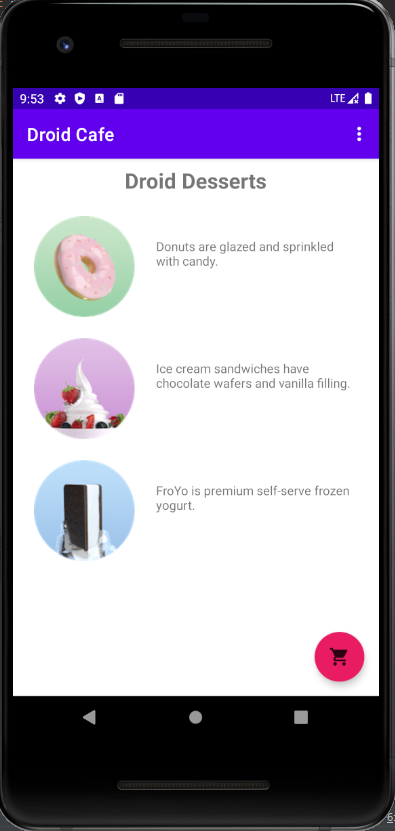 9:53 LTE
Droid Cafe
Droid Desserts
Donuts are glazed and sprinkled
with candy.
Ice cream sandwiches have
chocolate wafers and vanilla filling.
FroYo is premium self-serve frozen
yogurt.